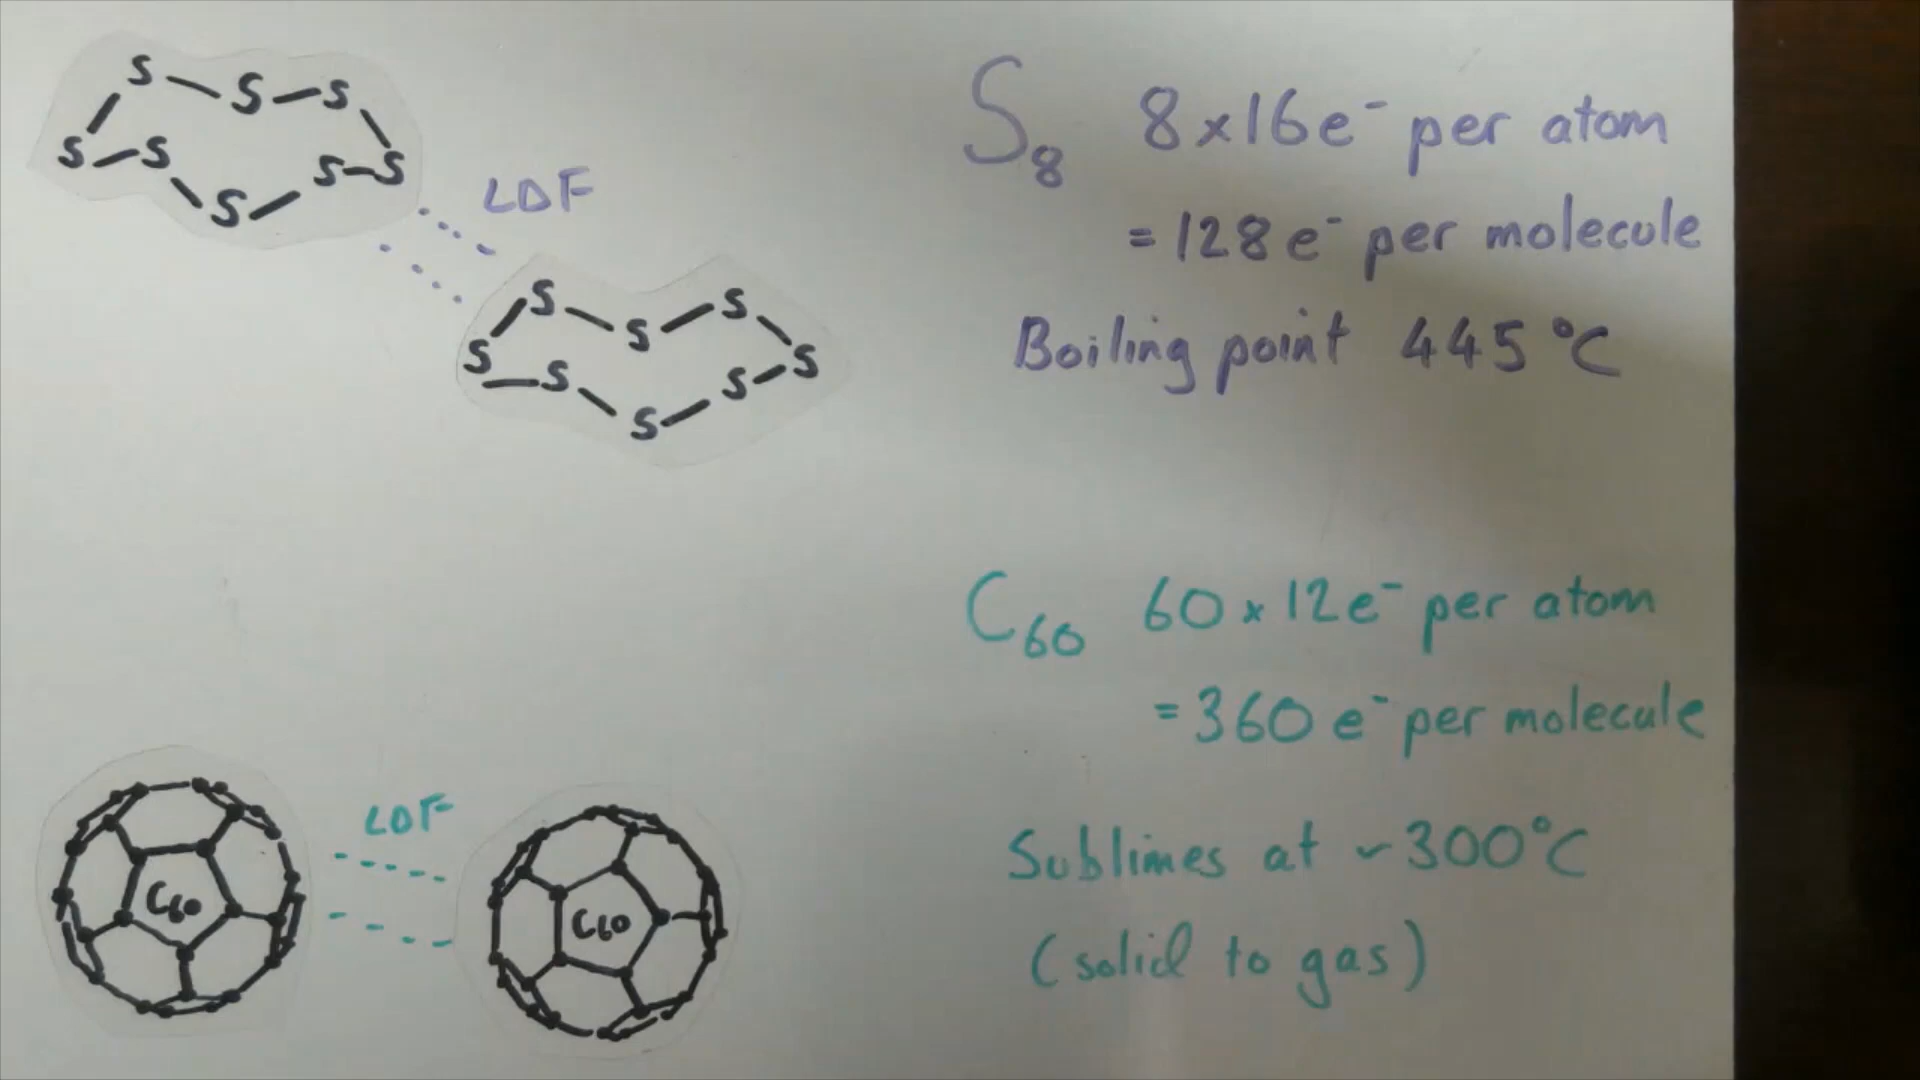 S S S
S S S S
S
LDF
S S S
S S S S
S
S₈ 8×16e⁻ per atom
= 128 e⁻ per molecule
Boiling point 445 °C
C₆₀ 60×12e⁻ per atom
= 360 e⁻ per molecule
Sublimes at ~300°C
(solid to gas)
LDF
C₆₀
C₆₀